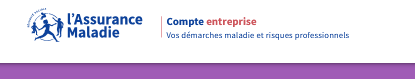 l'Assurance
Maladie
Compte entreprise
Vos démarches maladie et risques professionnels